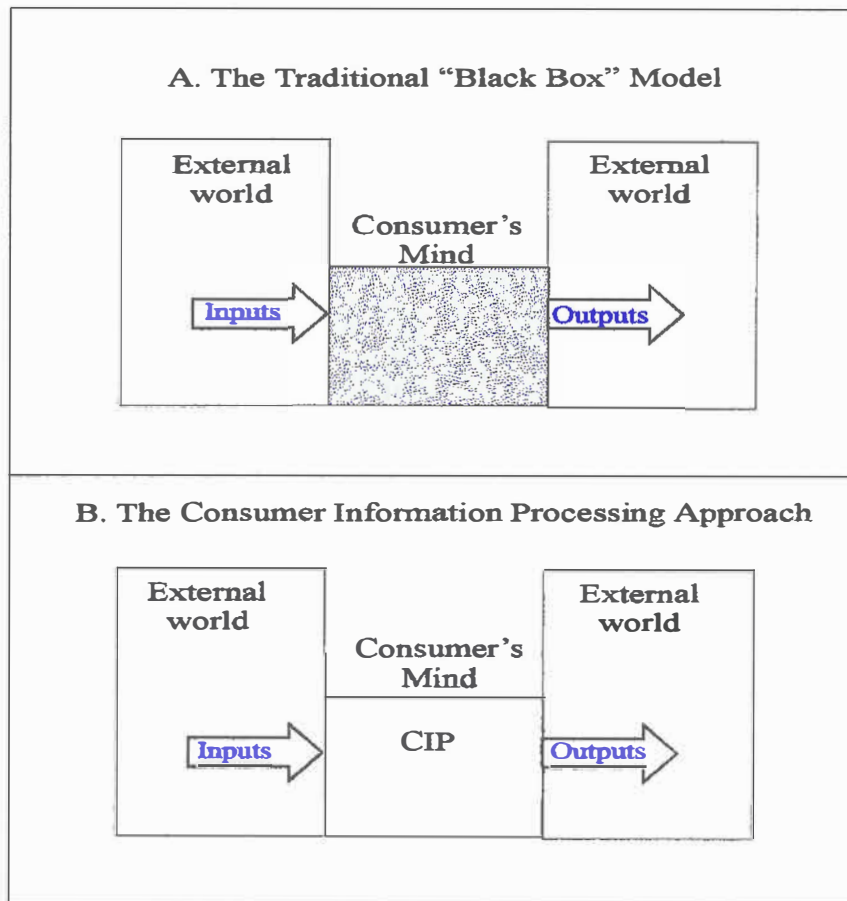 A. The Traditional “Black Box” Model
External
world
Consumer’s
Mind
External
world
Inputs
Outputs
B. The Consumer Information Processing Approach
External
world
Consumer’s
Mind
External
world
Inputs
CIP
Outputs